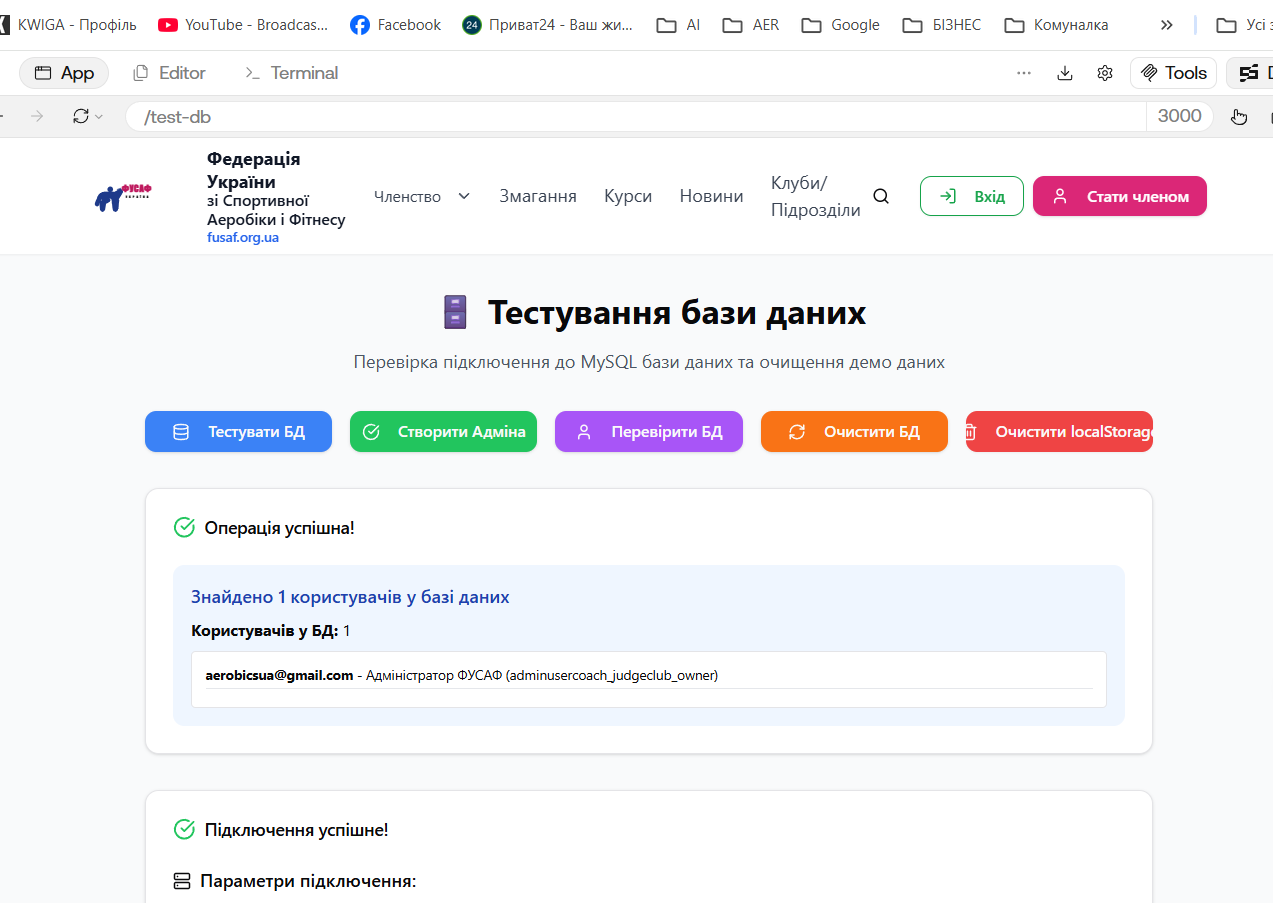 KWIGA - Профіль YouTube - Broadcas... Facebook 24 Приват24 - Ваш жи... AI AER Google БІЗНЕС Комуналка » Усі
App Editor >_ Terminal ... Tools
/test-db 3000
ФУСАФ
УКРАЇНА
Федерація
України
зі Спортивної
Аеробіки і Фітнесу
fusaf.org.ua
Членство Змагання Курси Новини Клуби/
Підрозділи
Вхід Стати членом
Тестування бази даних
Перевірка підключення до MySQL бази даних та очищення демо даних
Тестувати БД Створити Адміна Перевірити БД Очистити БД Очистити localStorage
Операція успішна!
Знайдено 1 користувачів у базі даних
Користувачів у БД: 1
aerobicsua@gmail.com - Адміністратор ФУСАФ (adminusercoach_judgeclub_owner)
Підключення успішне!
Параметри підключення: